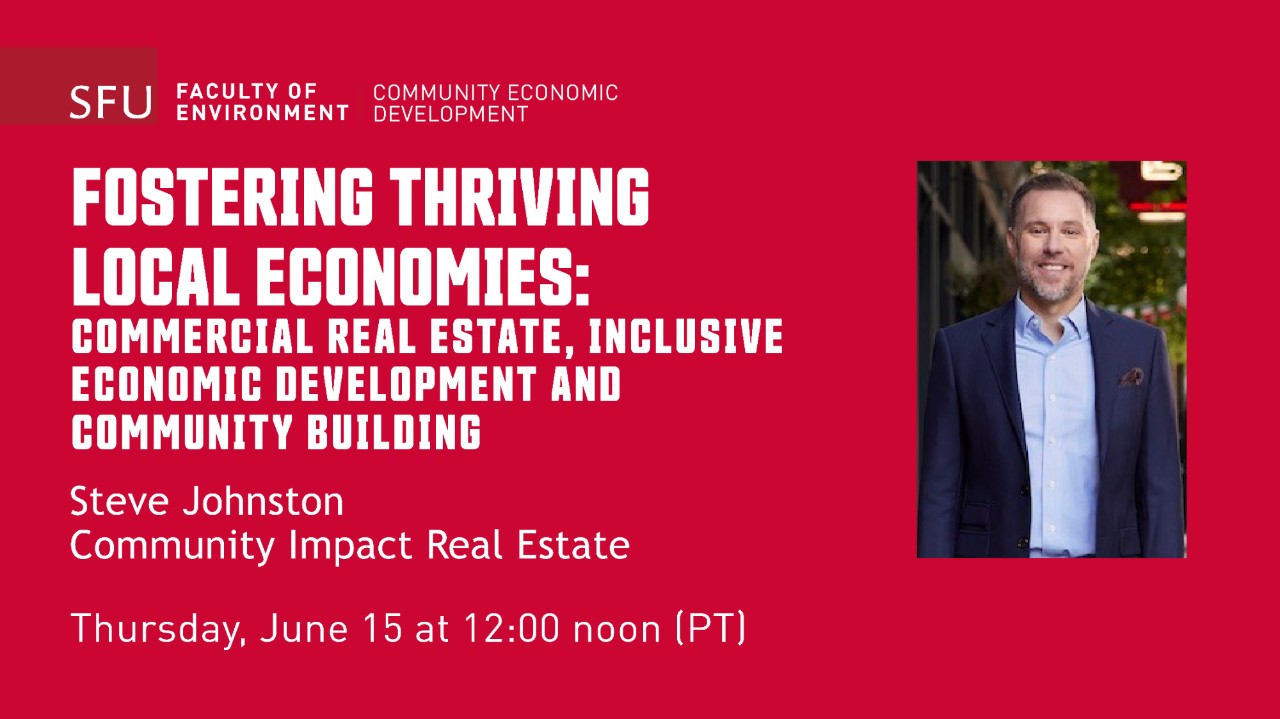 SFU
FACULTY OF
ENVIRONMENT
COMMUNITY ECONOMIC
DEVELOPMENT
FOSTERING THRIVING
LOCAL ECONOMIES:
COMMERCIAL REAL ESTATE, INCLUSIVE
ECONOMIC DEVELOPMENT AND
COMMUNITY BUILDING
Steve Johnston
Community Impact Real Estate
Thursday, June 15 at 12:00 noon (PT)